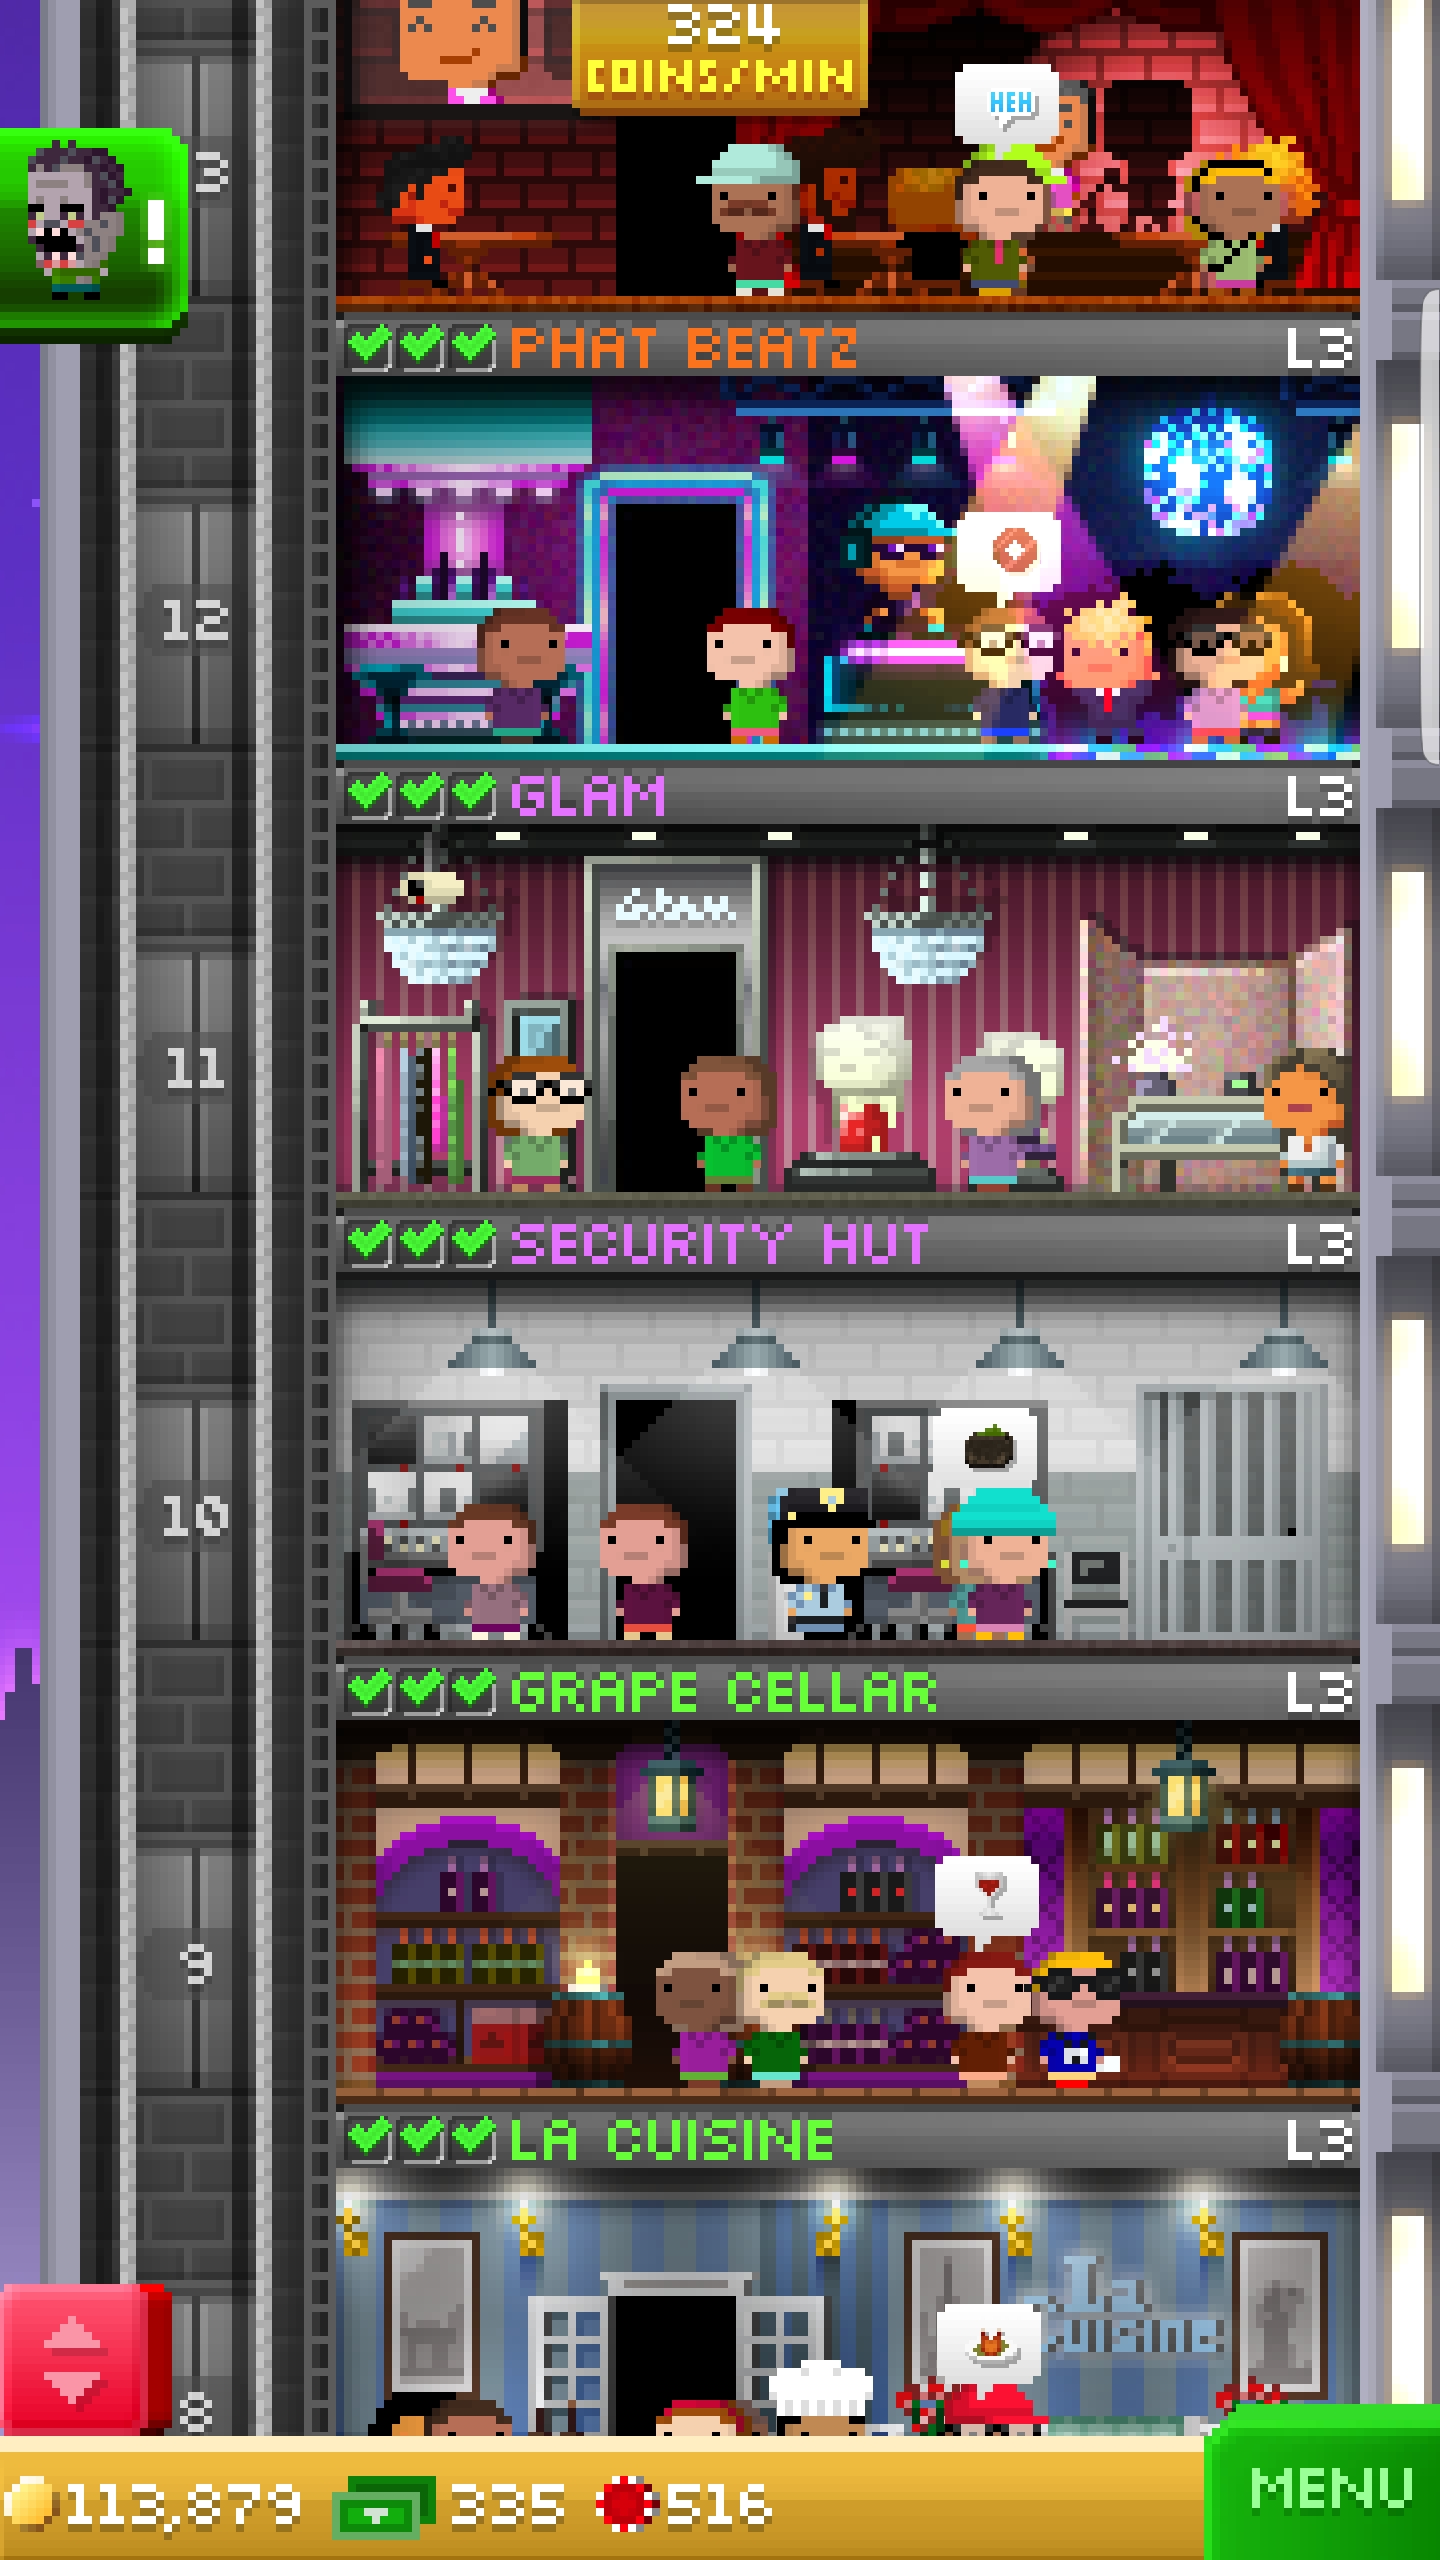 324
COINS/MIN
HEH
!
3
PHAT BEATZ L3
12
GLAM L3
Glam
11
SECURITY HUT L3
10
GRAPE CELLAR L3
9
LA CUISINE L3
La
Cuisine
8
113,879 335 516
MENU